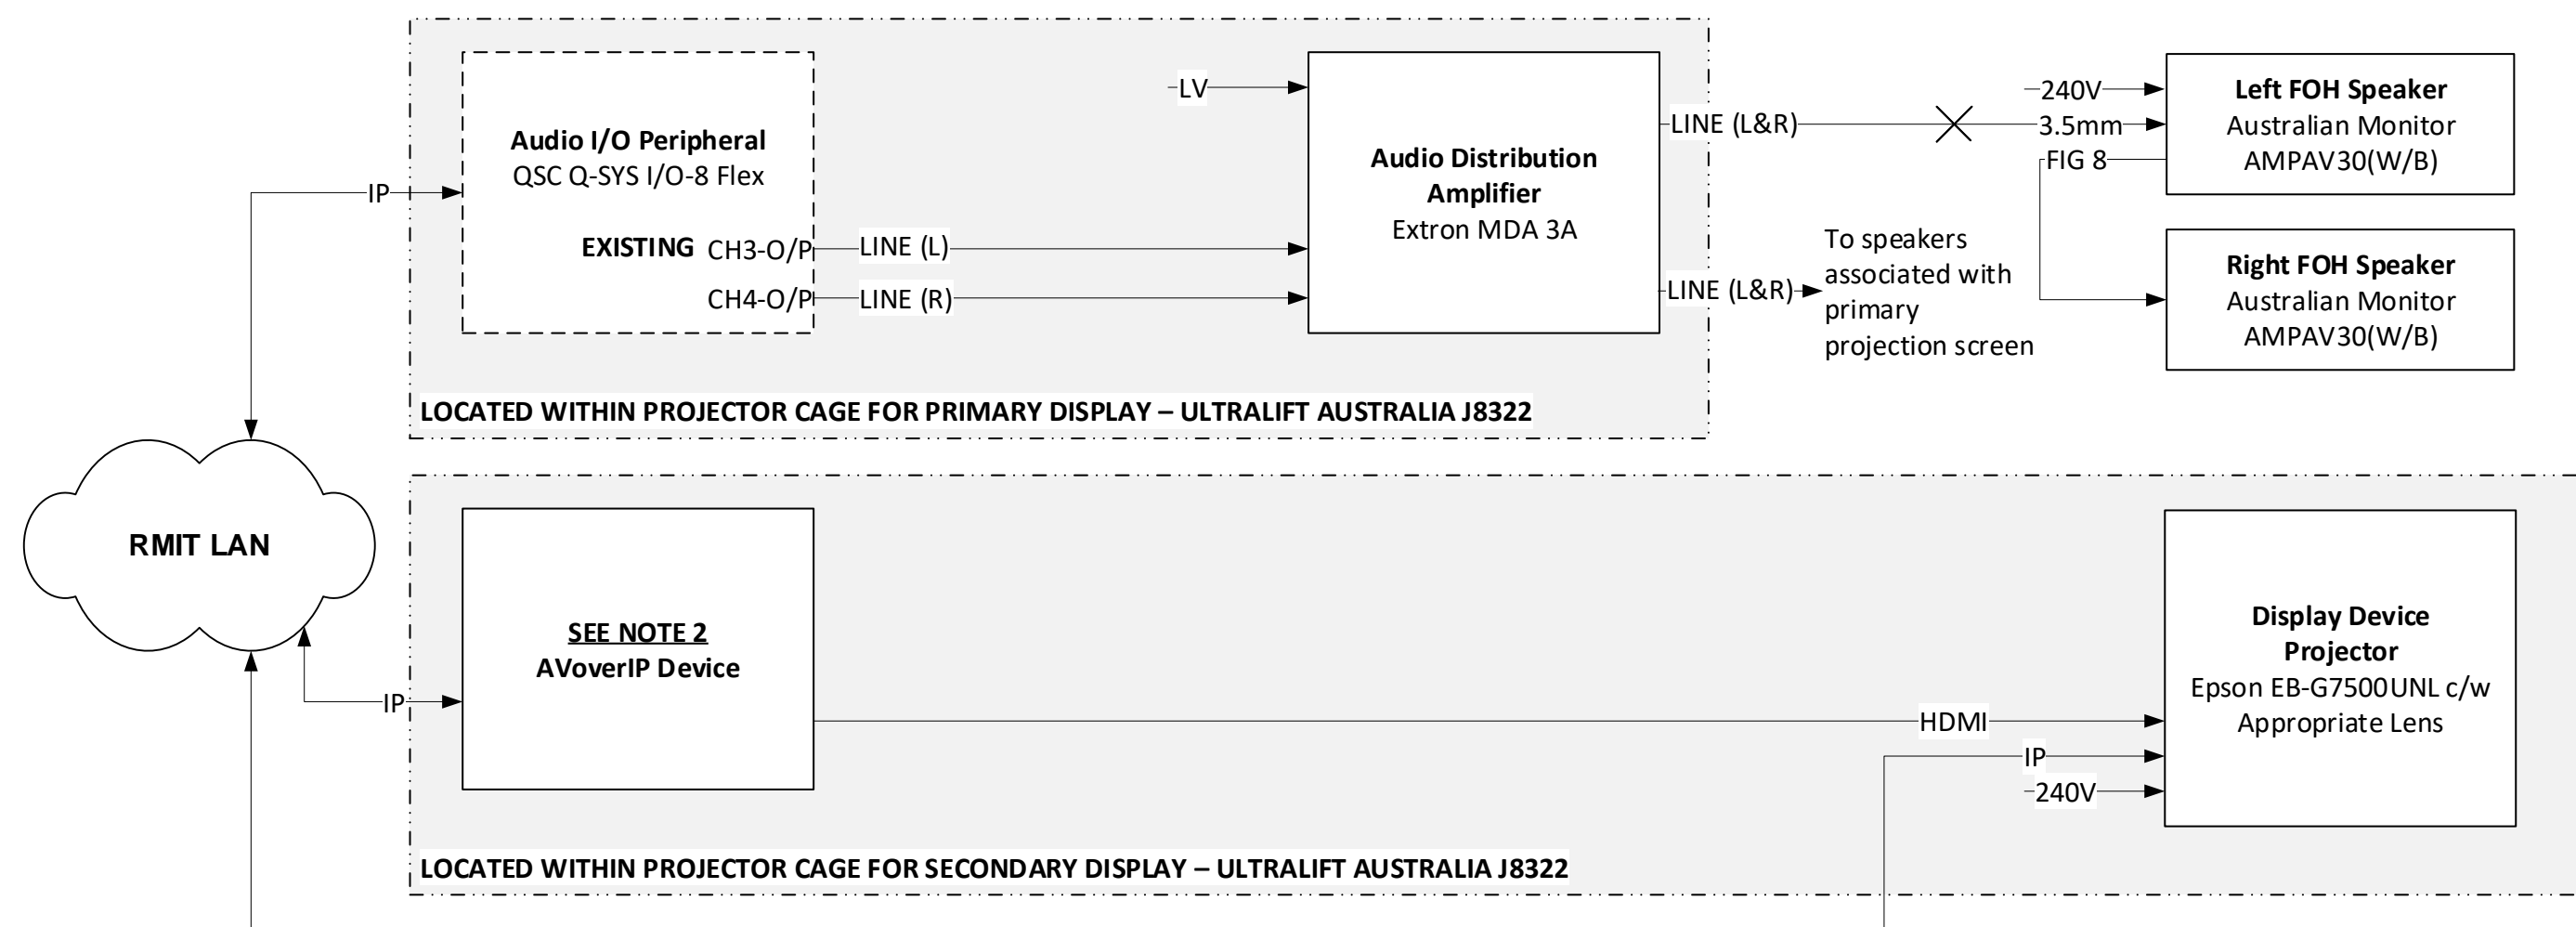 Audio I/O Peripheral
QSC Q-SYS I/O-8 Flex
EXISTING CH3-O/P
CH4-O/P
IP
LINE (L)
LINE (R)
LV
Audio Distribution
Amplifier
Extron MDA 3A
LINE (L&R)
LINE (L&R)
To speakers
associated with
primary
projection screen
240V
3.5mm
FIG 8
Left FOH Speaker
Australian Monitor
AMPAV30(W/B)
Right FOH Speaker
Australian Monitor
AMPAV30(W/B)
LOCATED WITHIN PROJECTOR CAGE FOR PRIMARY DISPLAY – ULTRALIFT AUSTRALIA J8322
RMIT LAN
IP
SEE NOTE 2
AVoverIP Device
HDMI
IP
240V
Display Device
Projector
Epson EB-G7500UNL c/w
Appropriate Lens
LOCATED WITHIN PROJECTOR CAGE FOR SECONDARY DISPLAY – ULTRALIFT AUSTRALIA J8322